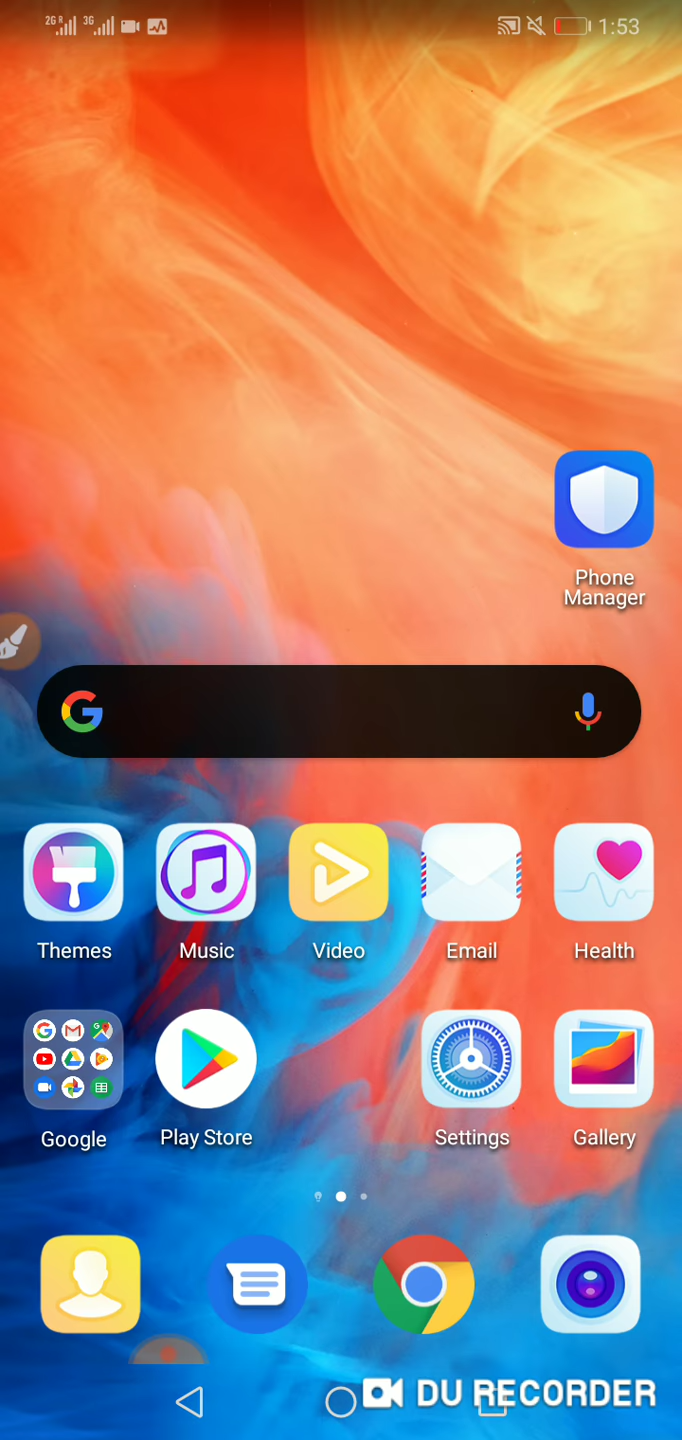 2G R 3G 1:53
Phone
Manager
Themes Music Video Email Health
Google Play Store Settings Gallery
DU RECORDER